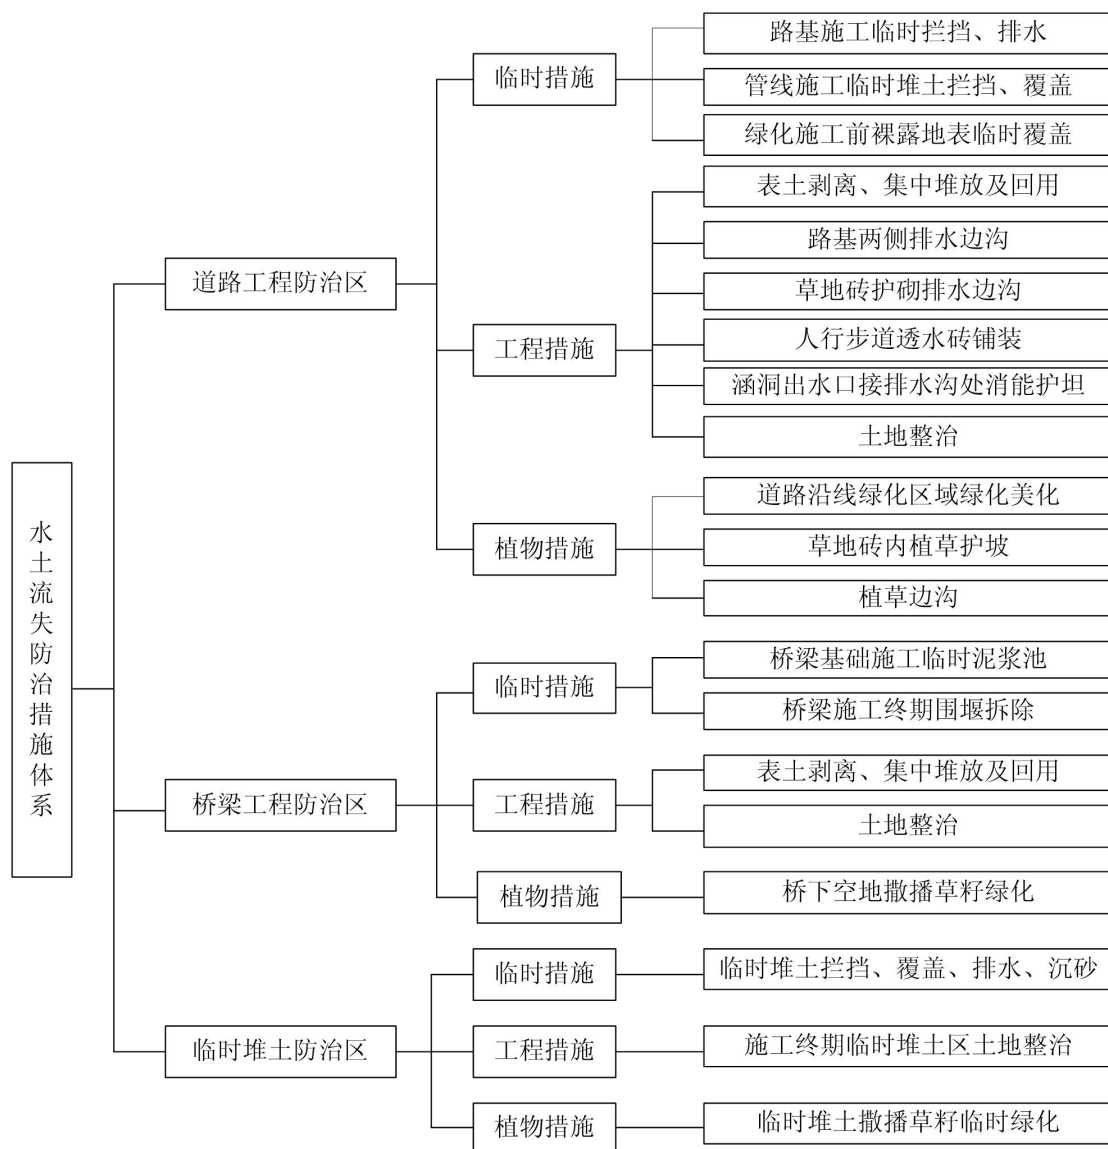 水土流失防治措施体系
道路工程防治区
临时措施
路基施工临时拦挡、排水
管线施工临时堆土拦挡、覆盖
绿化施工前裸露地表临时覆盖
工程措施
表土剥离、集中堆放及回用
路基两侧排水边沟
草地砖护砌排水边沟
人行步道透水砖铺装
涵洞出水口接排水沟处消能护坦
土地整治
植物措施
道路沿线绿化区域绿化美化
草地砖内植草护坡
植草边沟
桥梁工程防治区
临时措施
桥梁基础施工临时泥浆池
桥梁施工终期围堰拆除
工程措施
表土剥离、集中堆放及回用
土地整治
植物措施
桥下空地撒播草籽绿化
临时堆土防治区
临时措施
临时堆土拦挡、覆盖、排水、沉砂
工程措施
施工终期临时堆土区土地整治
植物措施
临时堆土撒播草籽临时绿化